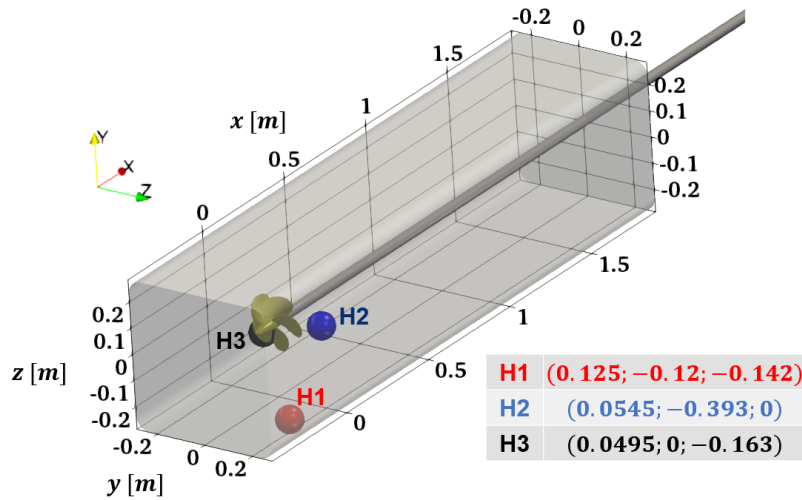 -0.2 0 0.2
1.5
0.2
0.1
0
-0.1
-0.2
x [m]
1
0.5
0
Y
X
Z
0.2
0.1
0
-0.1
-0.2
z [m]
H3
H2
H1
1.5
1
0.5
0
-0.2 0 0.2
y [m]
H1 (0.125; −0.12; −0.142)
H2 (0.0545; −0.393; 0)
H3 (0.0495; 0; −0.163)